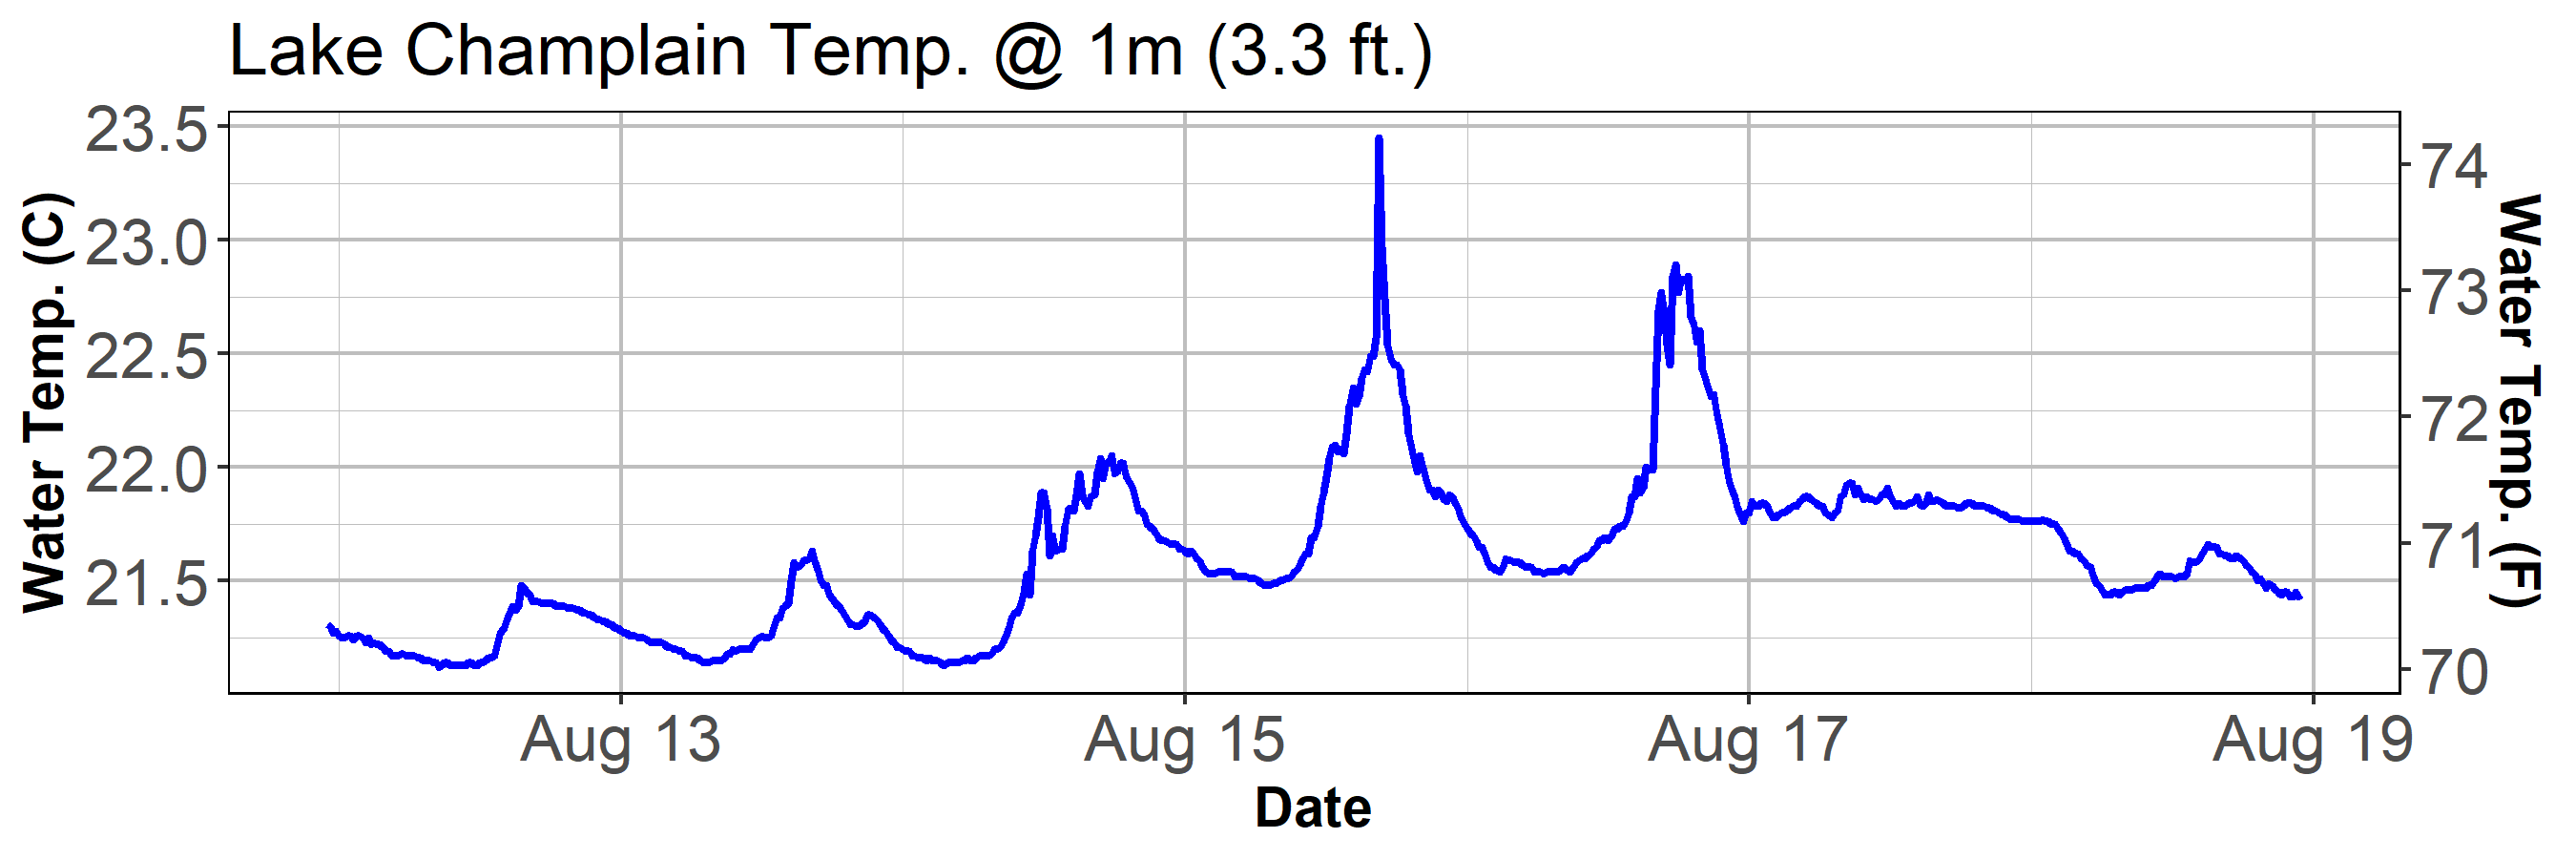 Lake Champlain Temp. @ 1m (3.3 ft.)
Water Temp. (C)
23.5
23.0
22.5
22.0
21.5
74
73
72
71
70
Water Temp. (F)
Aug 13 Aug 15 Aug 17 Aug 19
Date